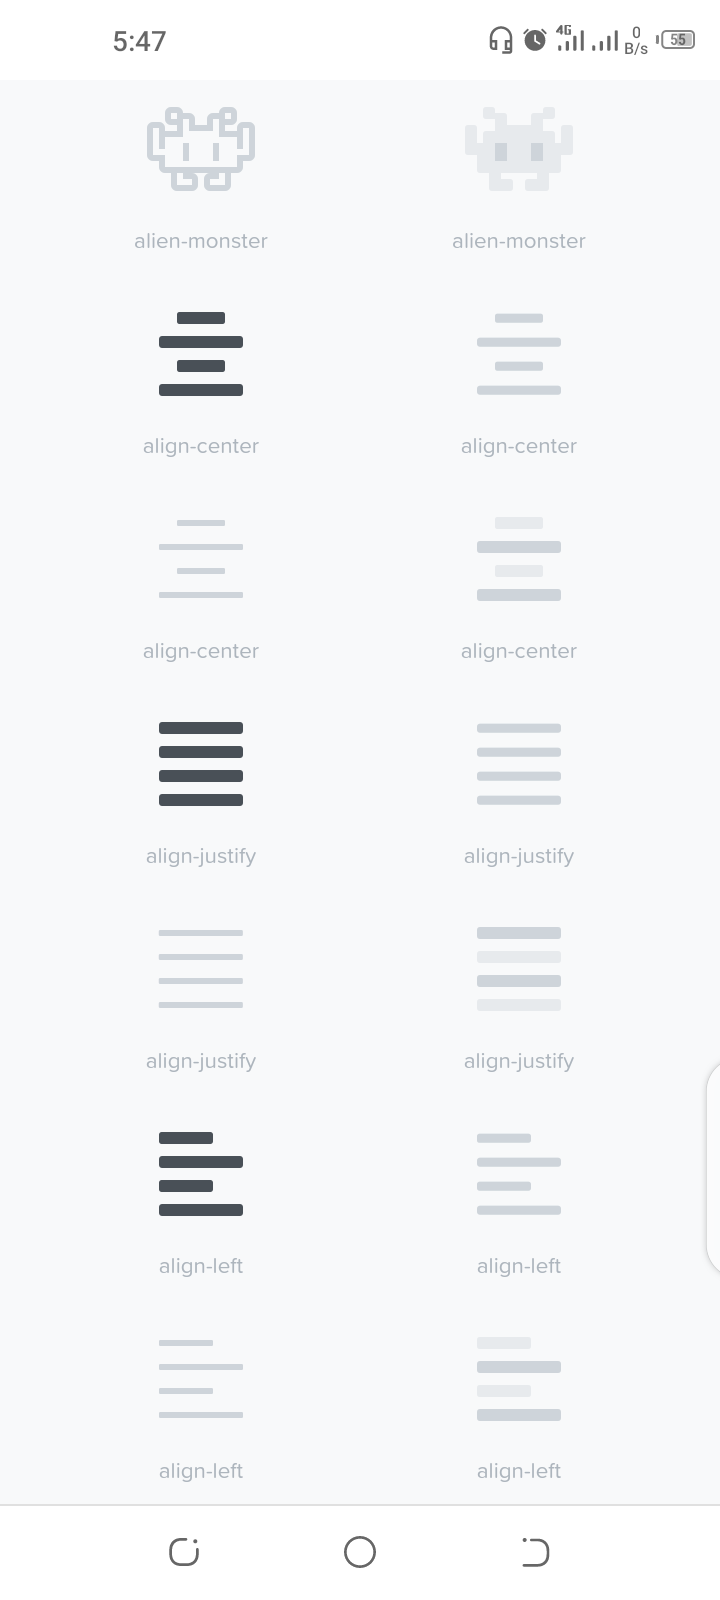 5:47 4G 0 B/s 55
alien-monster alien-monster
align-center align-center
align-center align-center
align-justify align-justify
align-justify align-justify
align-left align-left
align-left align-left